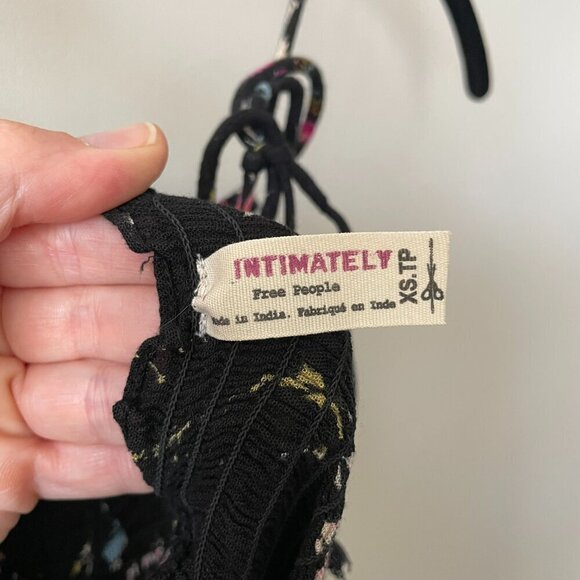 INTIMATELY
Free People
Made in India. Fabriqué en Inde
XS.TP